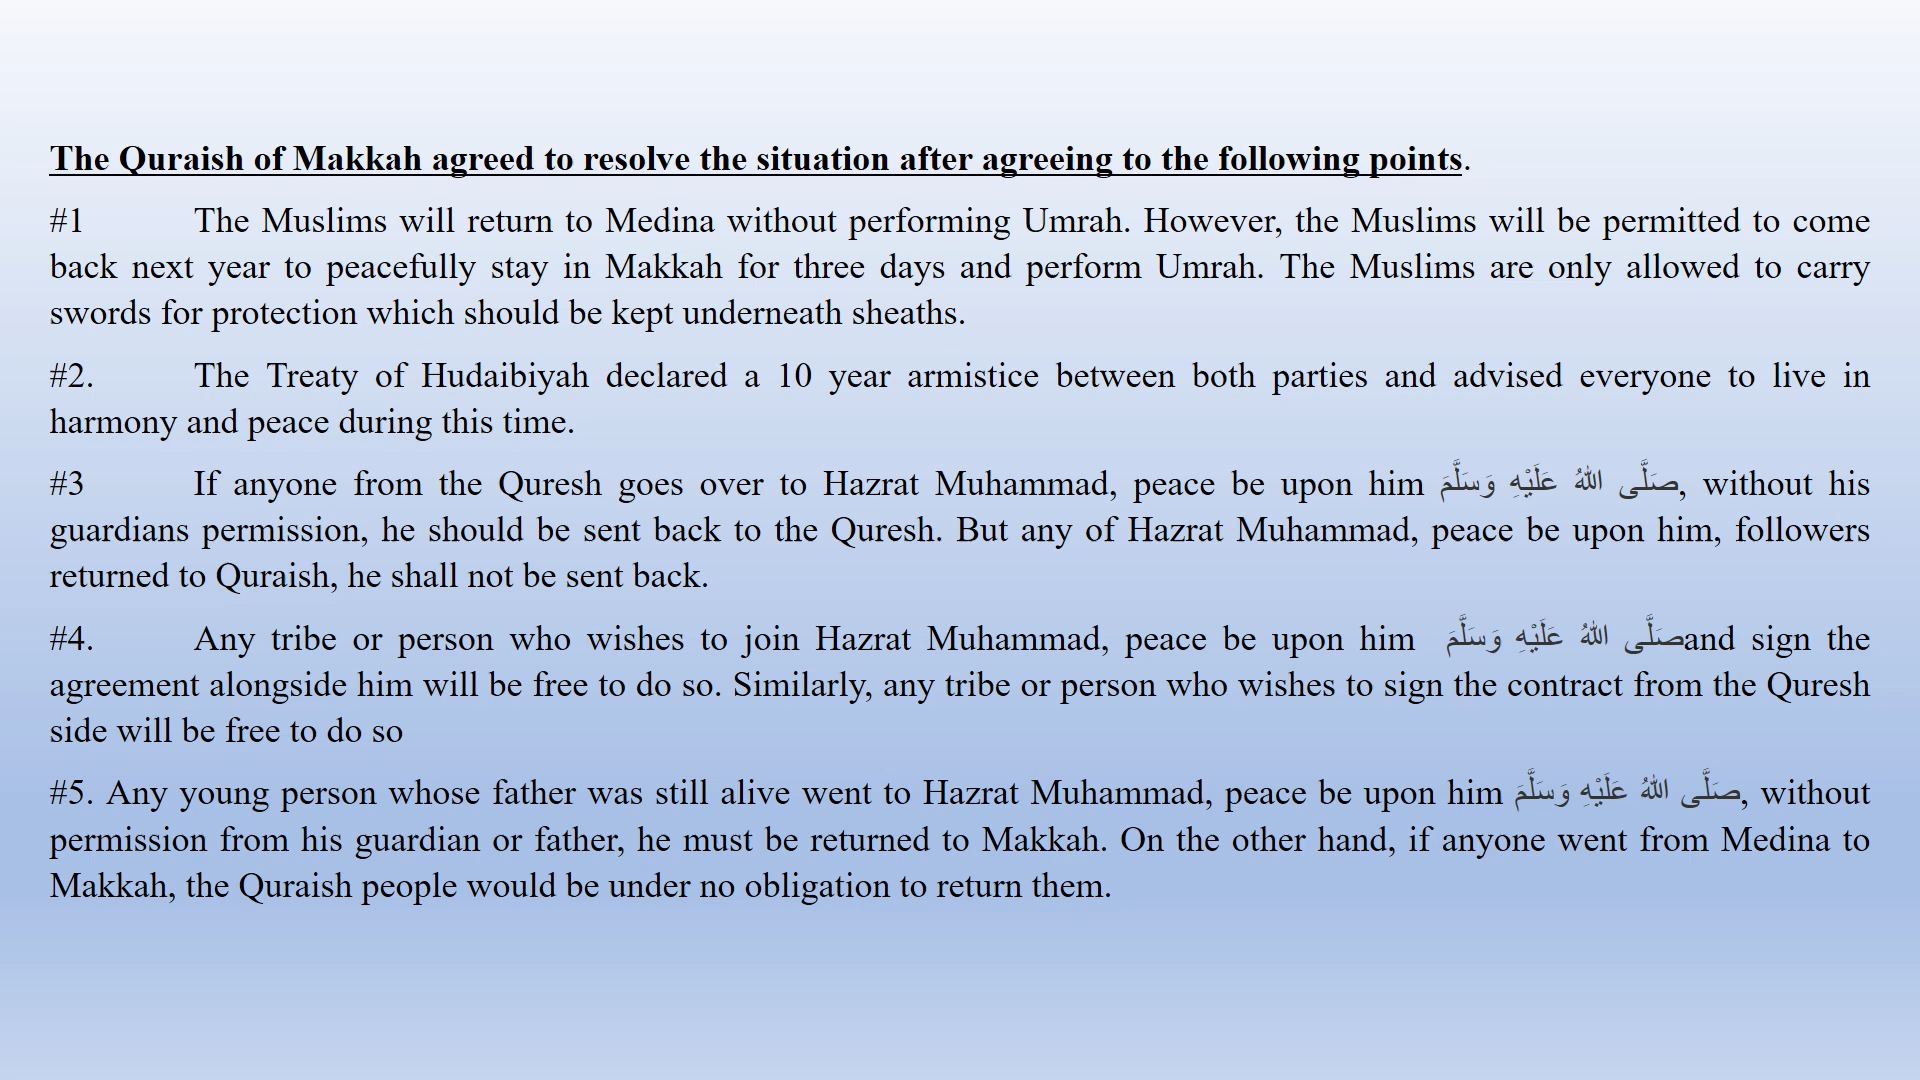 The Quraish of Makkah agreed to resolve the situation after agreeing to the following points.
#1 The Muslims will return to Medina without performing Umrah. However, the Muslims will be permitted to come
back next year to peacefully stay in Makkah for three days and perform Umrah. The Muslims are only allowed to carry
swords for protection which should be kept underneath sheaths.
#2. The Treaty of Hudaibiyah declared a 10 year armistice between both parties and advised everyone to live in
harmony and peace during this time.
#3 If anyone from the Quresh goes over to Hazrat Muhammad, peace be upon him صَلَّى اللهُ عَلَيْهِ وَسَلَّمَ, without his
guardians permission, he should be sent back to the Quresh. But any of Hazrat Muhammad, peace be upon him, followers
returned to Quraish, he shall not be sent back.
#4. Any tribe or person who wishes to join Hazrat Muhammad, peace be upon him صَلَّى اللهُ عَلَيْهِ وَسَلَّمَand sign the
agreement alongside him will be free to do so. Similarly, any tribe or person who wishes to sign the contract from the Quresh
side will be free to do so
#5. Any young person whose father was still alive went to Hazrat Muhammad, peace be upon him صَلَّى اللهُ عَلَيْهِ وَسَلَّمَ, without
permission from his guardian or father, he must be returned to Makkah. On the other hand, if anyone went from Medina to
Makkah, the Quraish people would be under no obligation to return them.